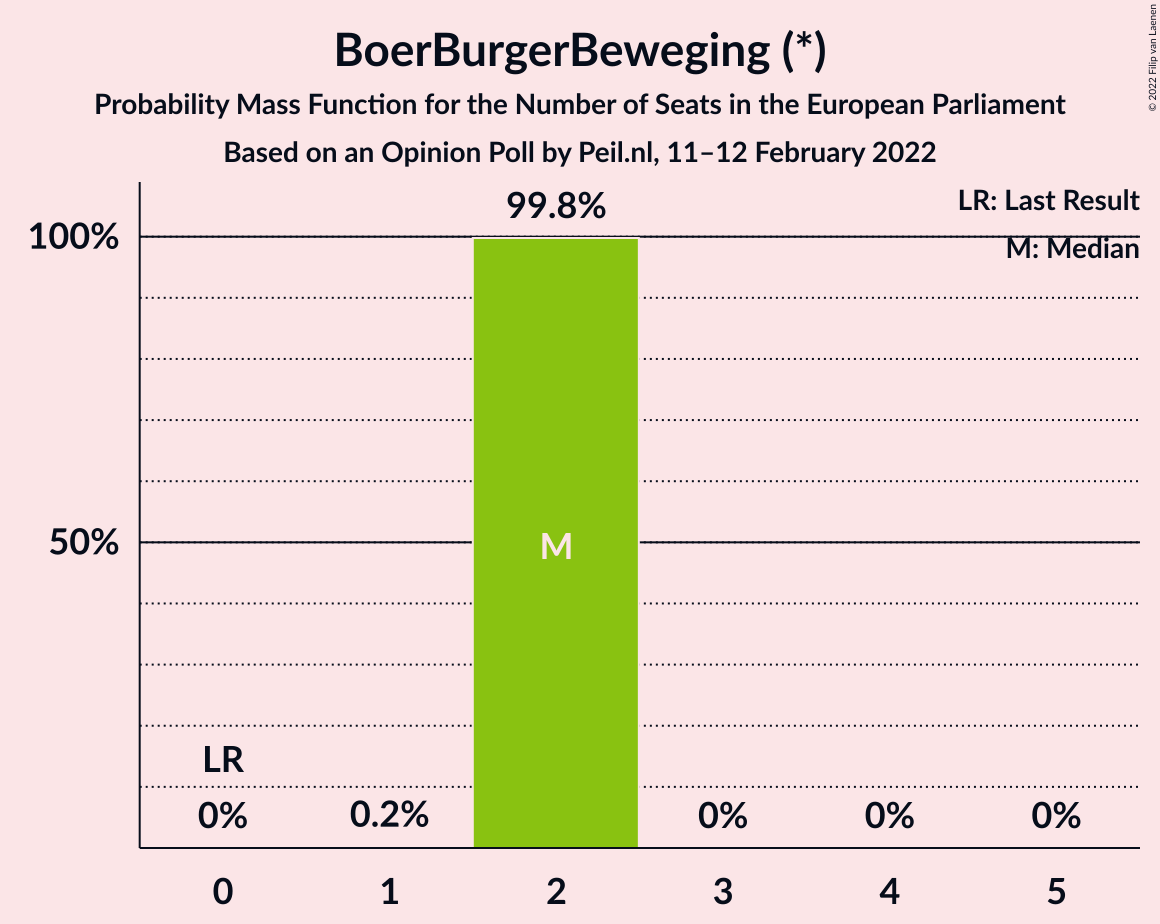 BoerBurgerBeweging (*)
Probability Mass Function for the Number of Seats in the European Parliament
Based on an Opinion Poll by Peil.nl, 11–12 February 2022
© 2022 Filip van Laenen
LR: Last Result
M: Median
99.8%
100%
50%
M
LR
0%
0.2%
0%
0%
0%
0
1
2
3
4
5